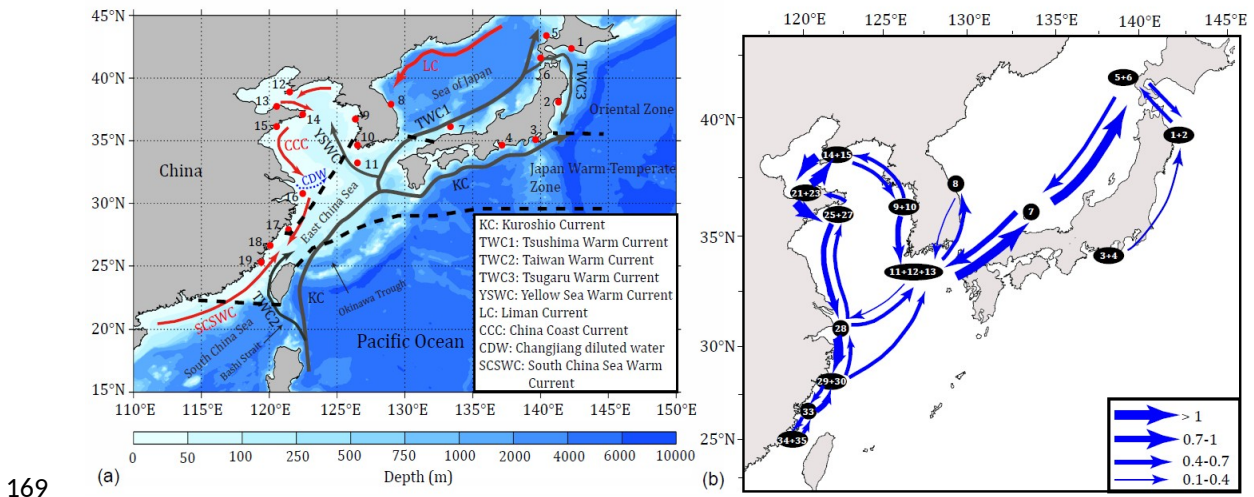 45°N
40°N
35°N
30°N
25°N
20°N
15°N
110°E
115°E
120°E
125°E
130°E
135°E
140°E
145°E
150°E
China
LC
Sea of Japan
TWC1
TWC3
Oriental Zone
YSWC
CCC
CDW
East China Sea
KC
Japan Warm-Temperate
Zone
Okinawa Trough
KC
TWC2
SCSWC
South China Sea
Bashi Strait
Pacific Ocean
1
2
3
4
5
6
7
8
9
10
11
12
13
14
15
16
17
18
19
KC: Kuroshio Current
TWC1: Tsushima Warm Current
TWC2: Taiwan Warm Current
TWC3: Tsugaru Warm Current
YSWC: Yellow Sea Warm Current
LC: Liman Current
CCC: China Coast Current
CDW: Changjiang diluted water
SCSWC: South China Sea Warm
Current
0
50
100
250
500
750
1000
2000
4000
6000
10000
Depth (m)
(a)
120°E
125°E
130°E
135°E
140°E
145°E
40°N
35°N
30°N
25°N
5+6
1+2
14+15
8
21+23
9+10
7
25+27
3+4
11+12+13
28
29+30
33
34+35
> 1
0.7-1
0.4-0.7
0.1-0.4
(b)
169